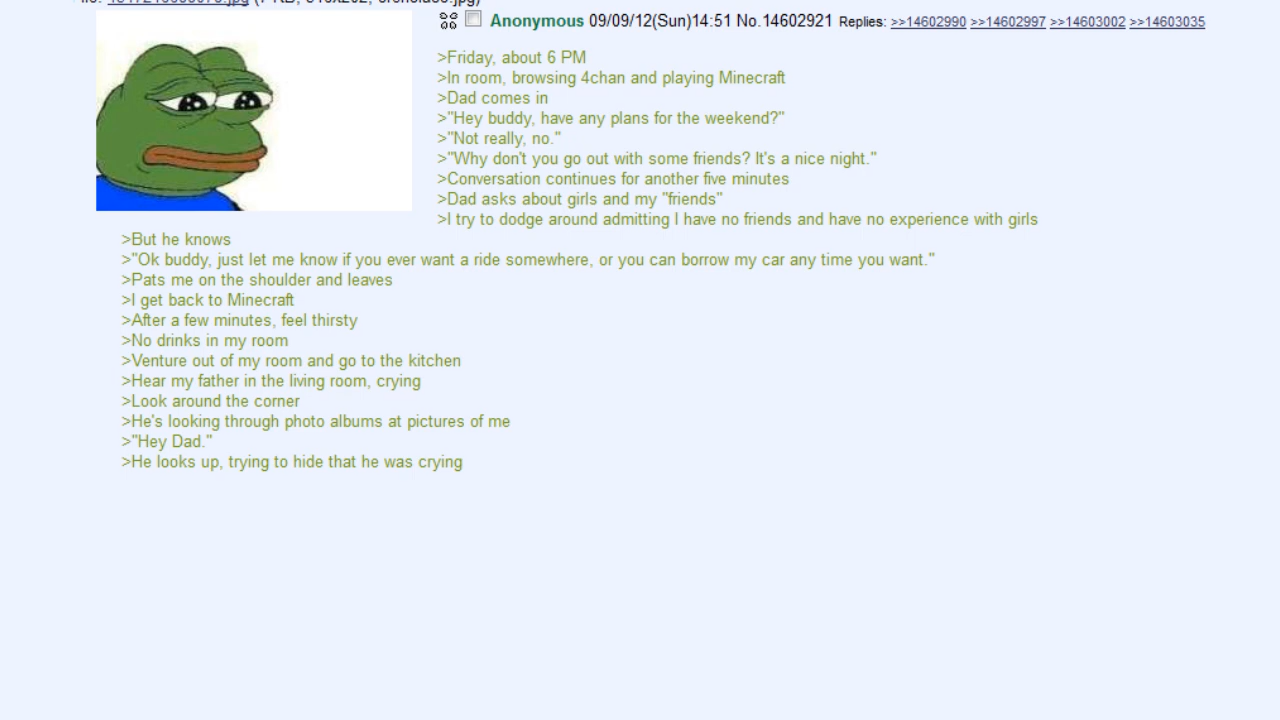 Anonymous 09/09/12(Sun)14:51 No.14602921 Replies: >>14602990 >>14602997 >>14603002 >>14603035
>Friday, about 6 PM
>In room, browsing 4chan and playing Minecraft
>Dad comes in
>"Hey buddy, have any plans for the weekend?"
>"Not really, no."
>"Why don't you go out with some friends? It's a nice night."
>Conversation continues for another five minutes
>Dad asks about girls and my "friends"
>I try to dodge around admitting I have no friends and have no experience with girls
>But he knows
>"Ok buddy, just let me know if you ever want a ride somewhere, or you can borrow my car any time you want."
>Pats me on the shoulder and leaves
>I get back to Minecraft
>After a few minutes, feel thirsty
>No drinks in my room
>Venture out of my room and go to the kitchen
>Hear my father in the living room, crying
>Look around the corner
>He's looking through photo albums at pictures of me
>"Hey Dad."
>He looks up, trying to hide that he was crying